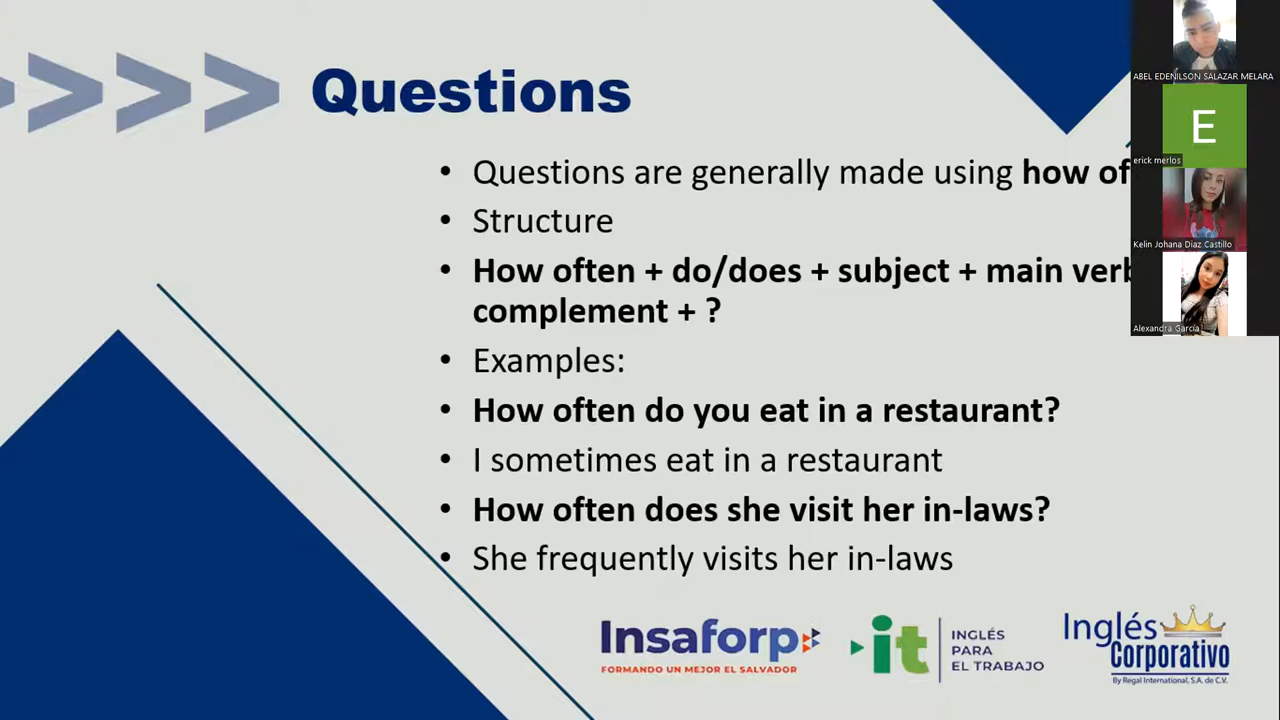 Questions
• Questions are generally made using how of
• Structure
• How often + do/does + subject + main verb
complement + ?
• Examples:
• How often do you eat in a restaurant?
• I sometimes eat in a restaurant
• How often does she visit her in-laws?
• She frequently visits her in-laws
Insaforp
FORMANDO UN MEJOR EL SALVADOR
it
INGLÉS
PARA
EL TRABAJO
Inglés
Corporativo
By Regal International, S.A. de C.V.
ABEL EDENILSON SALAZAR MELARA
E
erick merlos
Kelin Johana Diaz Castillo
Alexandra García